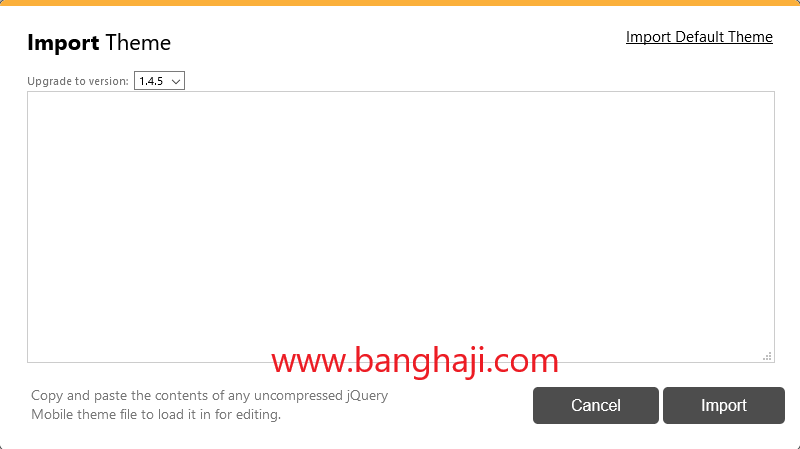 Import Theme
Import Default Theme
Upgrade to version: 1.4.5
www.banghaji.com
Copy and paste the contents of any uncompressed jQuery
Mobile theme file to load it in for editing.
Cancel
Import